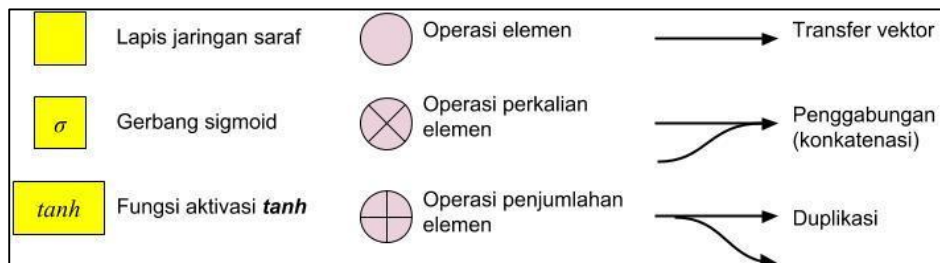 Lapis jaringan saraf
Operasi elemen
Transfer vektor
σ
Gerbang sigmoid
Operasi perkalian
elemen
Penggabungan
(konkatenasi)
tanh
Fungsi aktivasi tanh
Operasi penjumlahan
elemen
Duplikasi